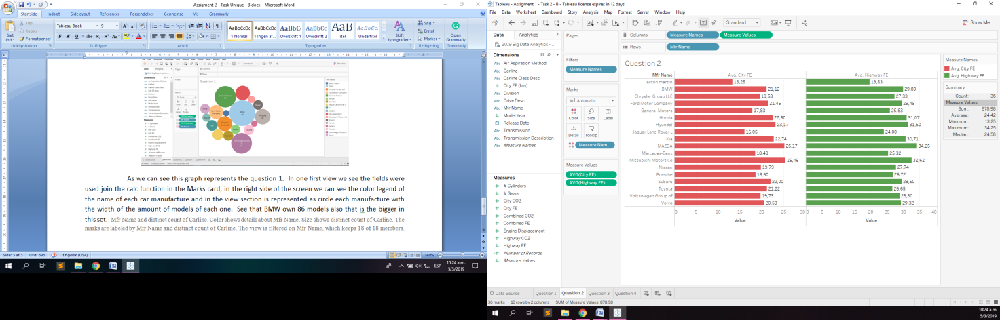 Assignment 2 - Task Unique - B.docx - Microsoft Word
Startside Indsæt Sidelayout Referencer Forsendelser Gennemse Vis Grammarly
Sæt ind
Klip
Kopier
Formatpensel
Udklipsholder
Tableau Book 9
Skrifttype
Afsnit
AaBbCcDc AaBbCcDc AaBbC AaBbCc AaB AaBbCc.
¶ Normal ¶ Ingen af... Overskrift 1 Overskrift 2 Titel Undertitel
Skift typografier
Typografier
Søg
Erstat
Marker
Redigering
Open Grammarly
Grammarly
Question 1
As we can see this graph represents the question 1. In one first view we see the fields were
used join the calc function in the Marks card, in the right side of the screen we can see the color legend of
the name of each car manufacture and in the view section is represented as circle each manufacture with
the width of the amount of models of each one. See that BMW own 86 models also that is the bigger in
this set. Mfr Name and distinct count of Carline. Color shows details about Mfr Name. Size shows distinct count of Carline. The
marks are labeled by Mfr Name and distinct count of Carline. The view is filtered on Mfr Name, which keeps 18 of 18 members.
Side: 3 af 3 Ord: 898 Engelsk (USA) 140%
ESP 10:24 a.m.
5/3/2019
Tableau - Assigment 1 - Task 2 - B - Tableau license expires in 12 days
File Data Worksheet Dashboard Story Analysis Map Format Server Window Help
Standard Show Me
Data Analytics
2019 Big Data Analytics -...
Dimensions
Abc Air Aspiration Method
Abc Carline
Abc Carline Class Desc
City FE (bin)
Abc Division
Abc Drive Desc
Abc Mfr Name
# Model Year
Release Date
Abc Transmission
Abc Transmission Description
Abc Measure Names
Measures
# # Cylinders
# # Gears
# City CO2
# City FE
# Combined CO2
# Combined FE
# Engine Displacement
# Highway CO2
# Highway FE
# Number of Records
# Measure Values
Pages
Filters
Measure Names
Marks
Automatic
Color Size Label
Detail Tooltip
Measure Nam..
Measure Values
AVG(City FE)
AVG(Highway FE)
Columns Measure Names Measure Values
Rows Mfr Name
Question 2
Mfr Name Avg. City FE Avg. Highway FE
aston martin 13,25 19,63
BMW 21,12 29,89
Chrysler Group LLC 19,53 27,33
Ford Motor Company 21,46 29,49
General Motors 17,83 25,83
Honda 22,50 31,07
Hyundai 23,17 31,50
Jaguar Land Rover L 16,05 24,00
Kia 22,74 30,71
MAZDA 25,17 34,25
Mercedes-Benz 18,48 25,32
Mitsubishi Motors Co 25,46 32,62
Nissan 19,79 27,74
Porsche 18,60 26,72
Subaru 22,00 29,50
Toyota 21,22 26,66
Volkswagen Group of 19,73 28,80
Volvo 20,53 29,32
0 5 10 15 20 25 30 0 5 10 15 20 25 30 35 40
Value Value
Measure Names
Avg. City FE
Avg. Highway FE
Summary
Count: 36
Measure Values
Sum: 878.98
Average: 24.42
Minimum: 13.25
Maximum: 34.25
Median: 24.58
Data Source Question 1 Question 2 Question 3 Question 4
36 marks 18 rows by 2 columns SUM of Measure Values: 878,98
10:24 a.m.
5/3/2019